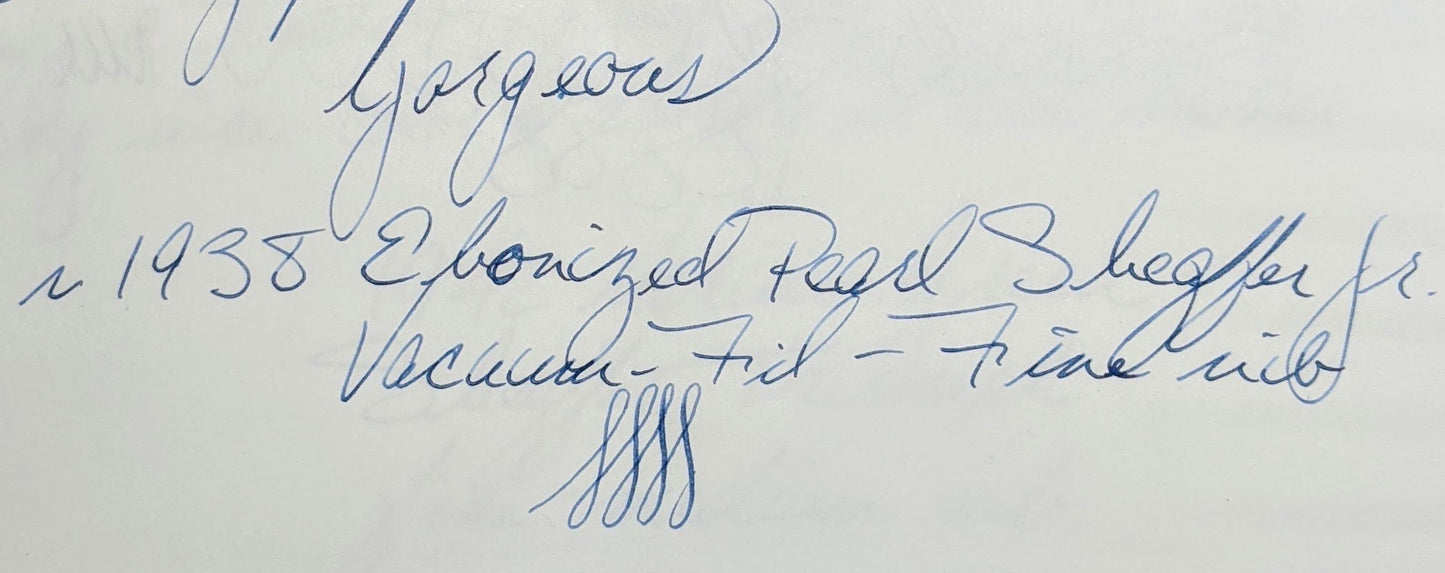 Gorgeous
~ 1938 Ebonized Pearl Sheaffer Jr.
Vacuum-Fil - Fine nib